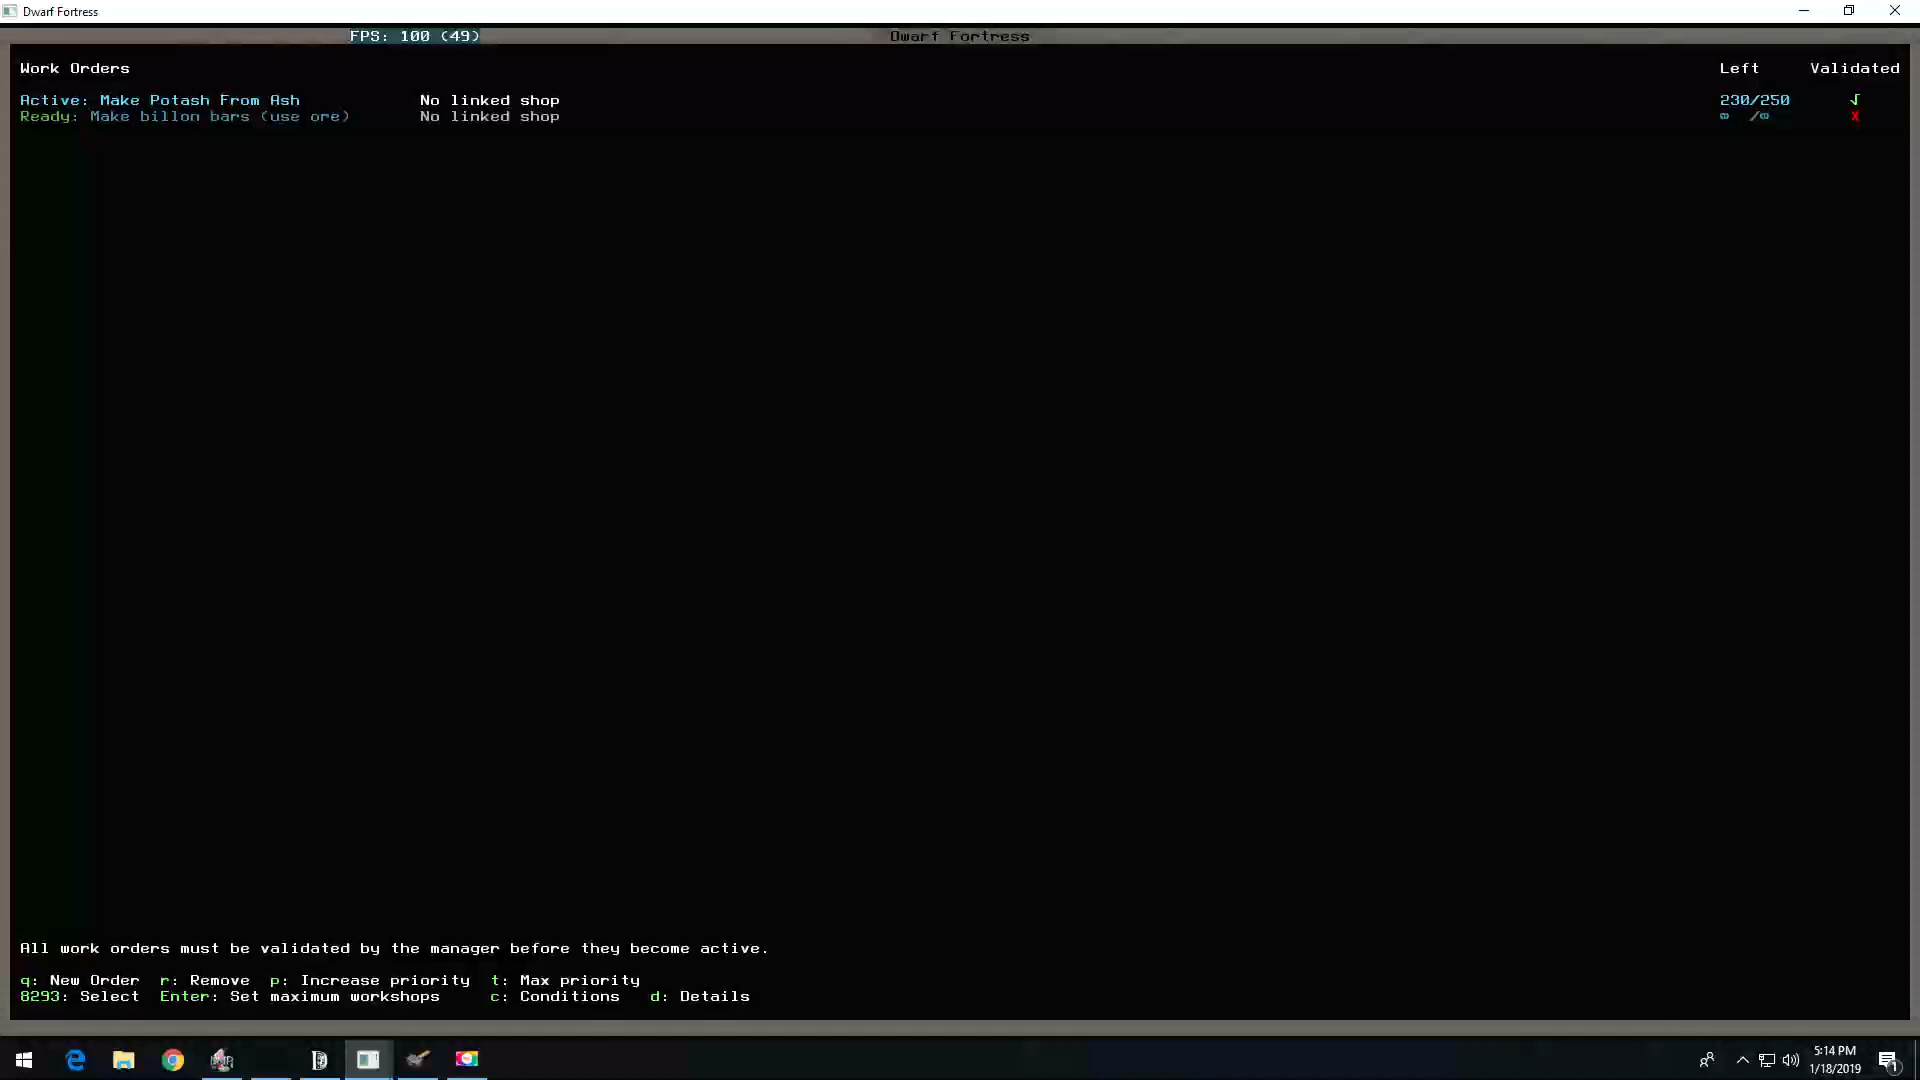 Dwarf Fortress
FPS: 100 (49) Dwarf Fortress
Work Orders Left Validated
Active: Make Potash From Ash No linked shop 230/250 √
Ready: Make billon bars (use ore) No linked shop ∞ /∞ X
All work orders must be validated by the manager before they become active.
q: New Order r: Remove p: Increase priority t: Max priority
8293: Select Enter: Set maximum workshops c: Conditions d: Details
5:14 PM
1/18/2019
1